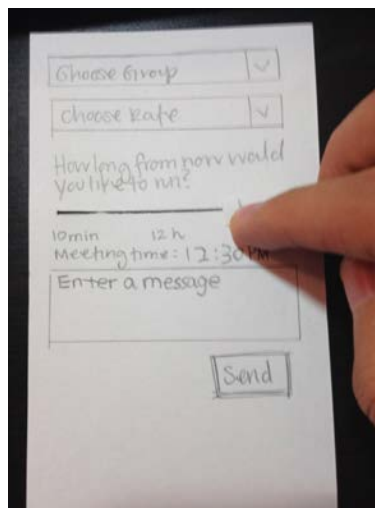 Choose Group
Choose Rafe
How long from now would
you like to run?
10min 12 h
Meeting time: 12:30PM
Enter a message
Send